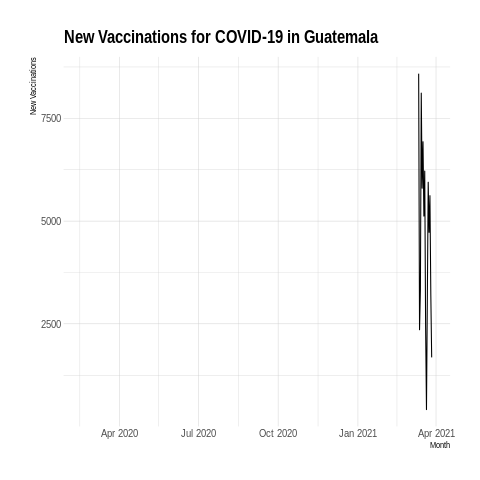 New Vaccinations for COVID-19 in Guatemala
New Vaccinations
7500
5000
2500
Apr 2020
Jul 2020
Oct 2020
Jan 2021
Apr 2021
Month